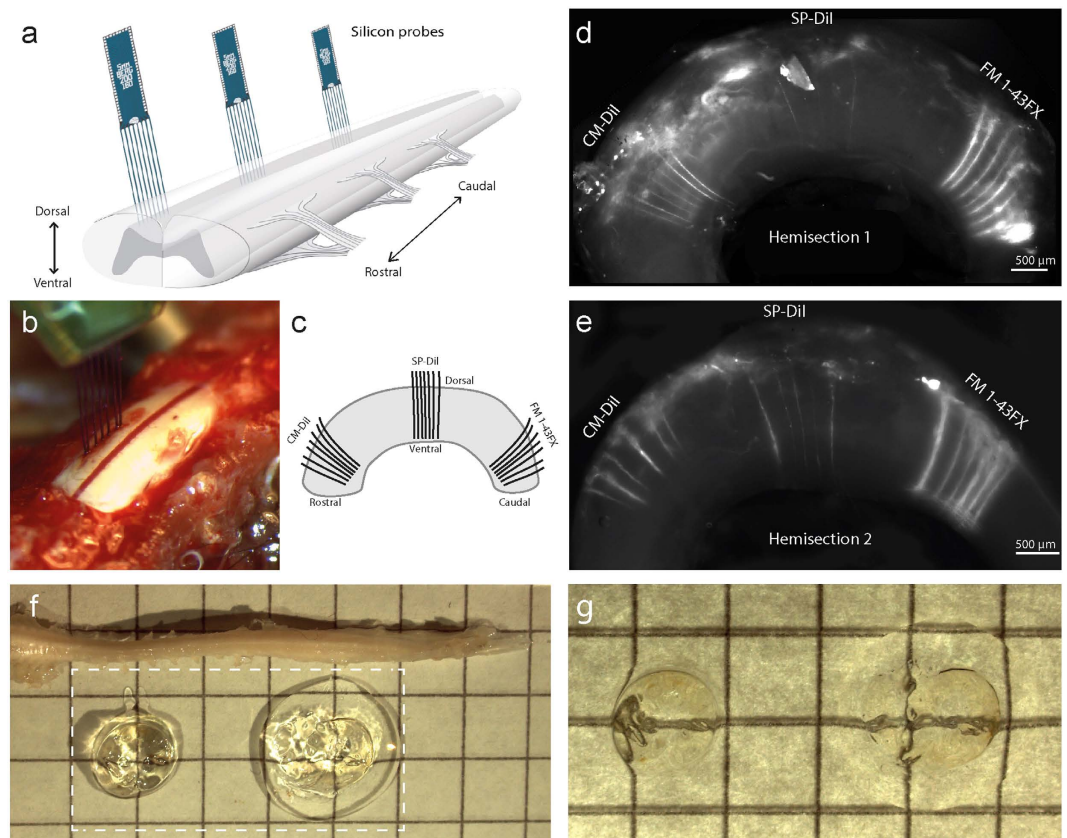 a
Silicon probes
Dorsal
Ventral
Caudal
Rostral
b
c
SP-DiI
Dorsal
CM-DiI
FM 1-43FX
Ventral
Rostral
Caudal
d
SP-DiI
CM-DiI
FM 1-43FX
Hemisection 1
500 µm
e
SP-DiI
CM-DiI
FM 1-43FX
Hemisection 2
500 µm
f
g